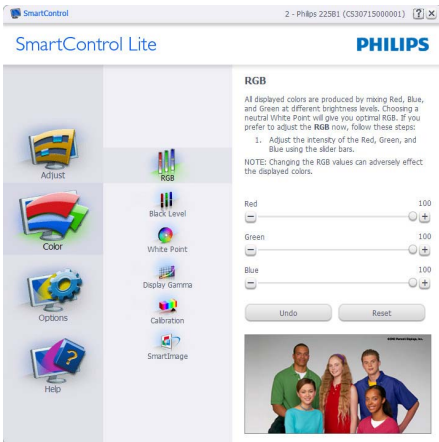 SmartControl
2 - Philips 225B1 (CS30715000001)
? ×
SmartControl Lite
PHILIPS
Adjust
Color
Options
Help
RGB
Black Level
White Point
Display Gamma
Calibration
SmartImage
RGB
All displayed colors are produced by mixing Red, Blue,
and Green at different brightness levels. Choosing a
neutral White Point will give you optimal RGB. If you
prefer to adjust the RGB now, follow these steps:
1. Adjust the intensity of the Red, Green, and
Blue using the slider bars.
NOTE: Changing the RGB values can adversely effect
the displayed colors.
Red 100
Green 100
Blue 100
Undo
Reset